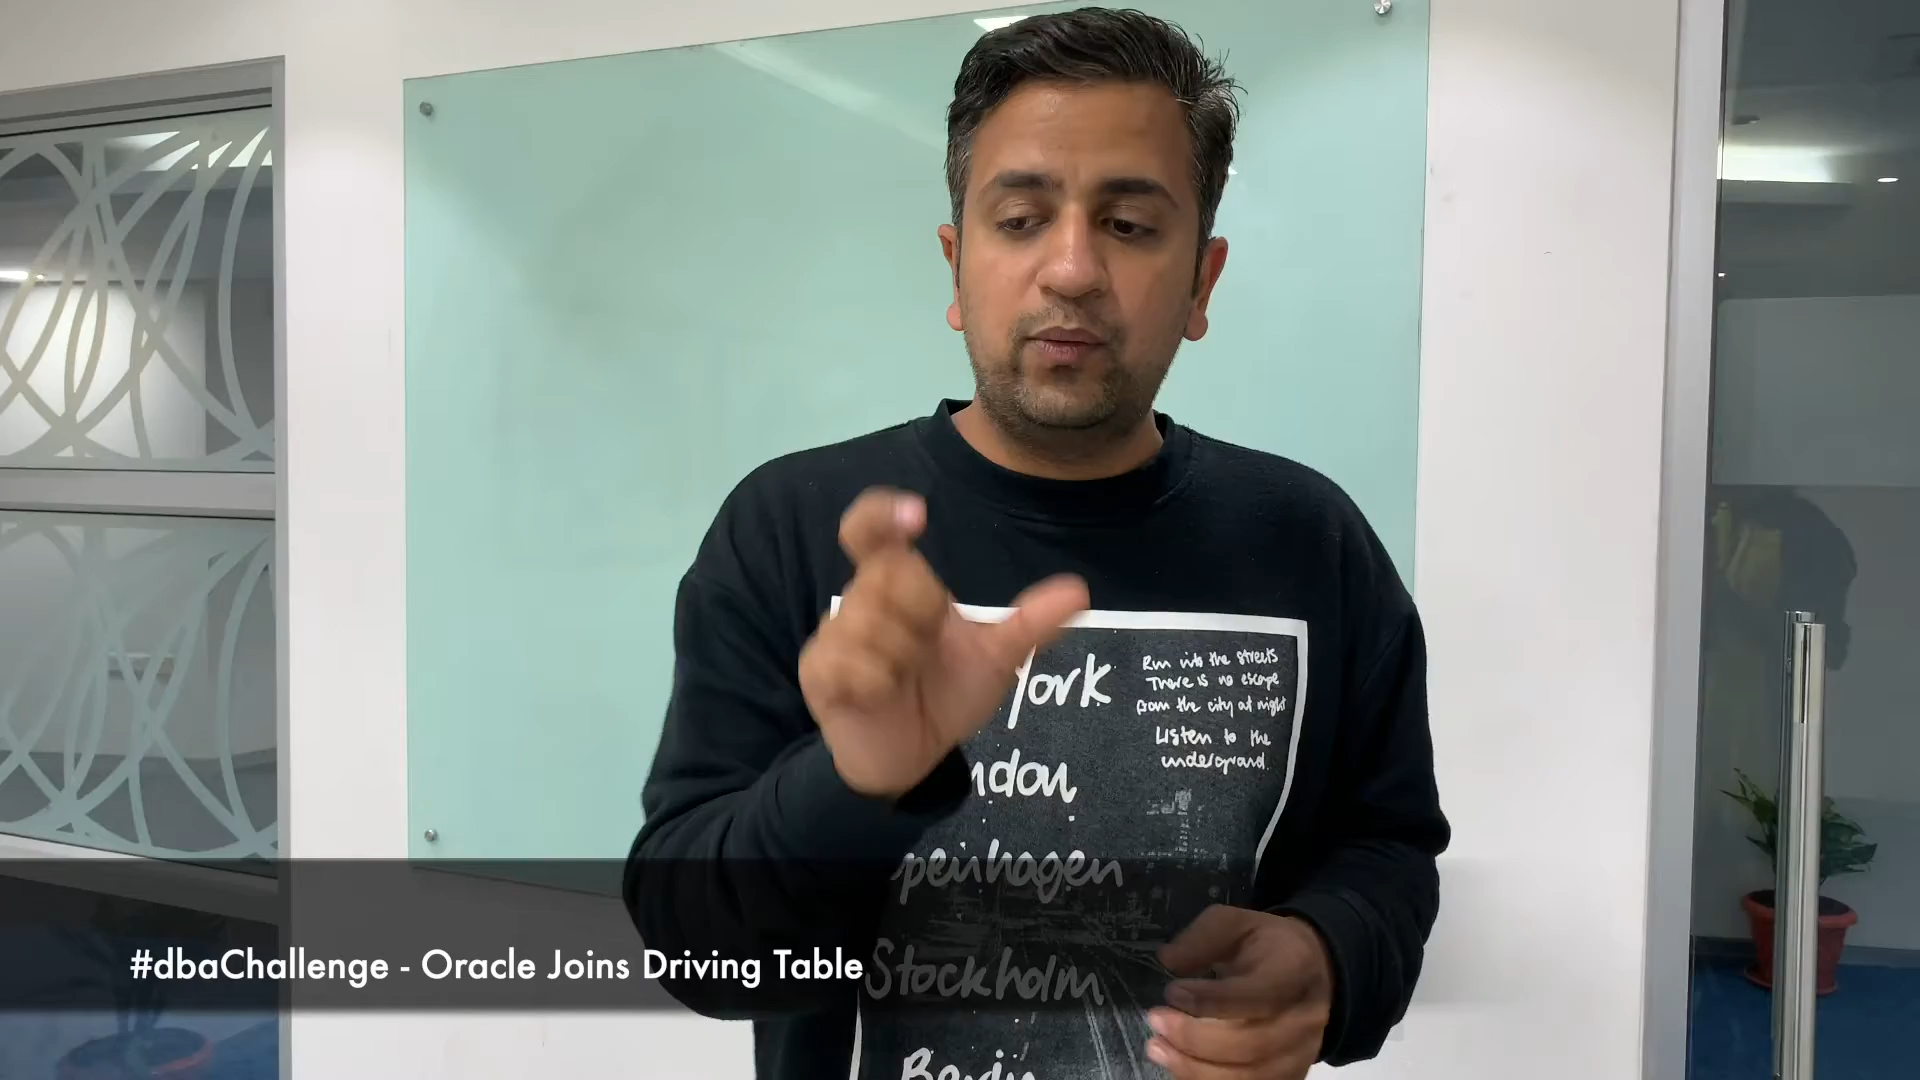 York
Run into the streets
There is no escape
from the city at night
Listen to the
underground.
ndon
penhagen
#dbaChallenge - Oracle Joins Driving Table
Stockholm
Berlin